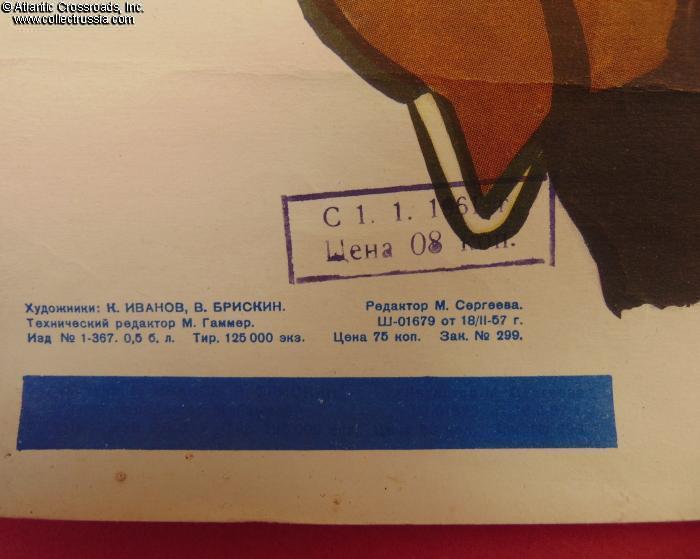 © Atlantic Crossroads, Inc.
www.collectrussia.com
С 1. 1. 1961 г.
Цена 08 коп.
Художники: К. ИВАНОВ, В. БРИСКИН. Редактор М. Сергеева.
Технический редактор М. Гаммер. Ш-01679 от 18/II-57 г.
Изд № 1-367. 0,5 б. л. Тир. 125 000 экз. Цена 75 коп. Зак. № 299.